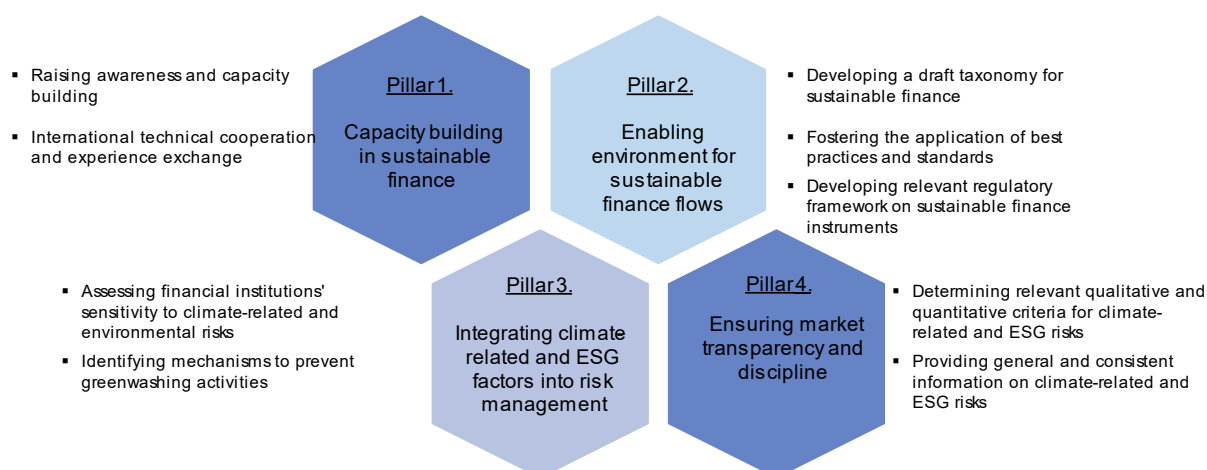 ▪ Raising awareness and capacity
building
▪ International technical cooperation
and experience exchange
Pillar 1.
Capacity building
in sustainable
finance
Pillar 2.
Enabling
environment for
sustainable
finance flows
▪ Developing a draft taxonomy for
sustainable finance
▪ Fostering the application of best
practices and standards
▪ Developing relevant regulatory
framework on sustainable finance
instruments
▪ Assessing financial institutions'
sensitivity to climate-related and
environmental risks
▪ Identifying mechanisms to prevent
greenwashing activities
Pillar 3.
Integrating climate
related and ESG
factors into risk
management
Pillar 4.
Ensuring market
transparency and
discipline
▪ Determining relevant qualitative and
quantitative criteria for climate-
related and ESG risks
▪ Providing general and consistent
information on climate-related and
ESG risks